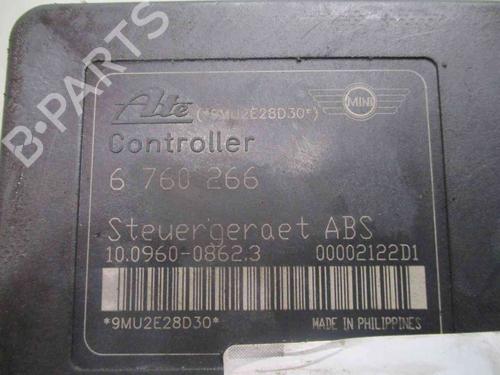 Ate (*9MU2E28D30*) MINI
Controller
6 760 266
Steuergeraet ABS
10.0960-0862.3 00002122D1
*9MU2E28D30* MADE IN PHILIPPINES
B-PARTS
B-PARTS